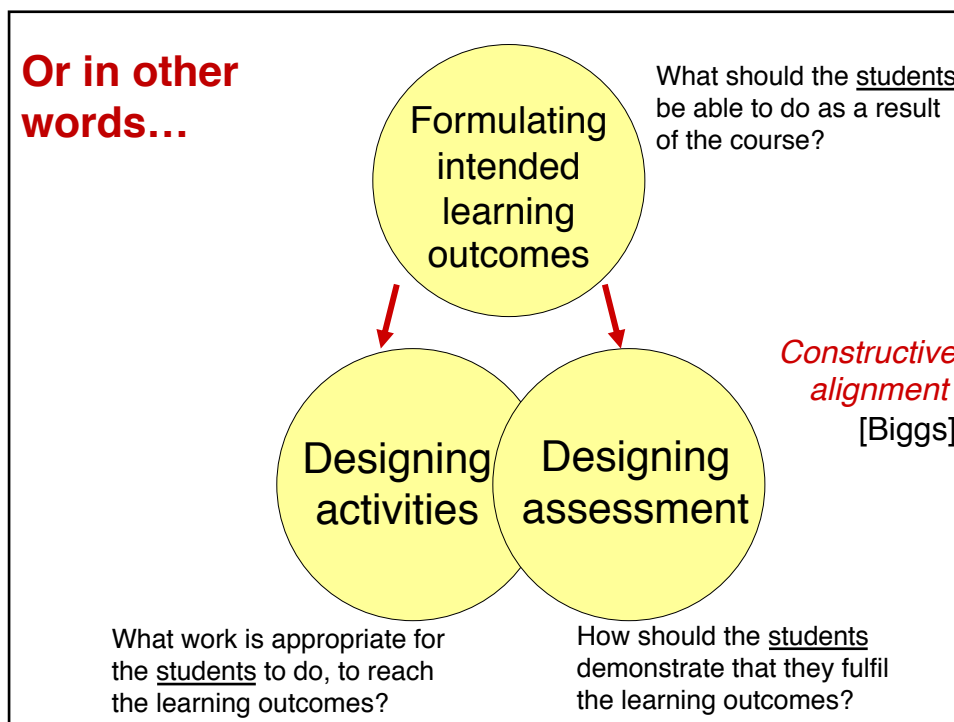 Or in other
words…
What should the students
be able to do as a result
of the course?
Formulating
intended
learning
outcomes
Constructive
alignment
[Biggs]
Designing
activities
Designing
assessment
What work is appropriate for
the students to do, to reach
the learning outcomes?
How should the students
demonstrate that they fulfil
the learning outcomes?